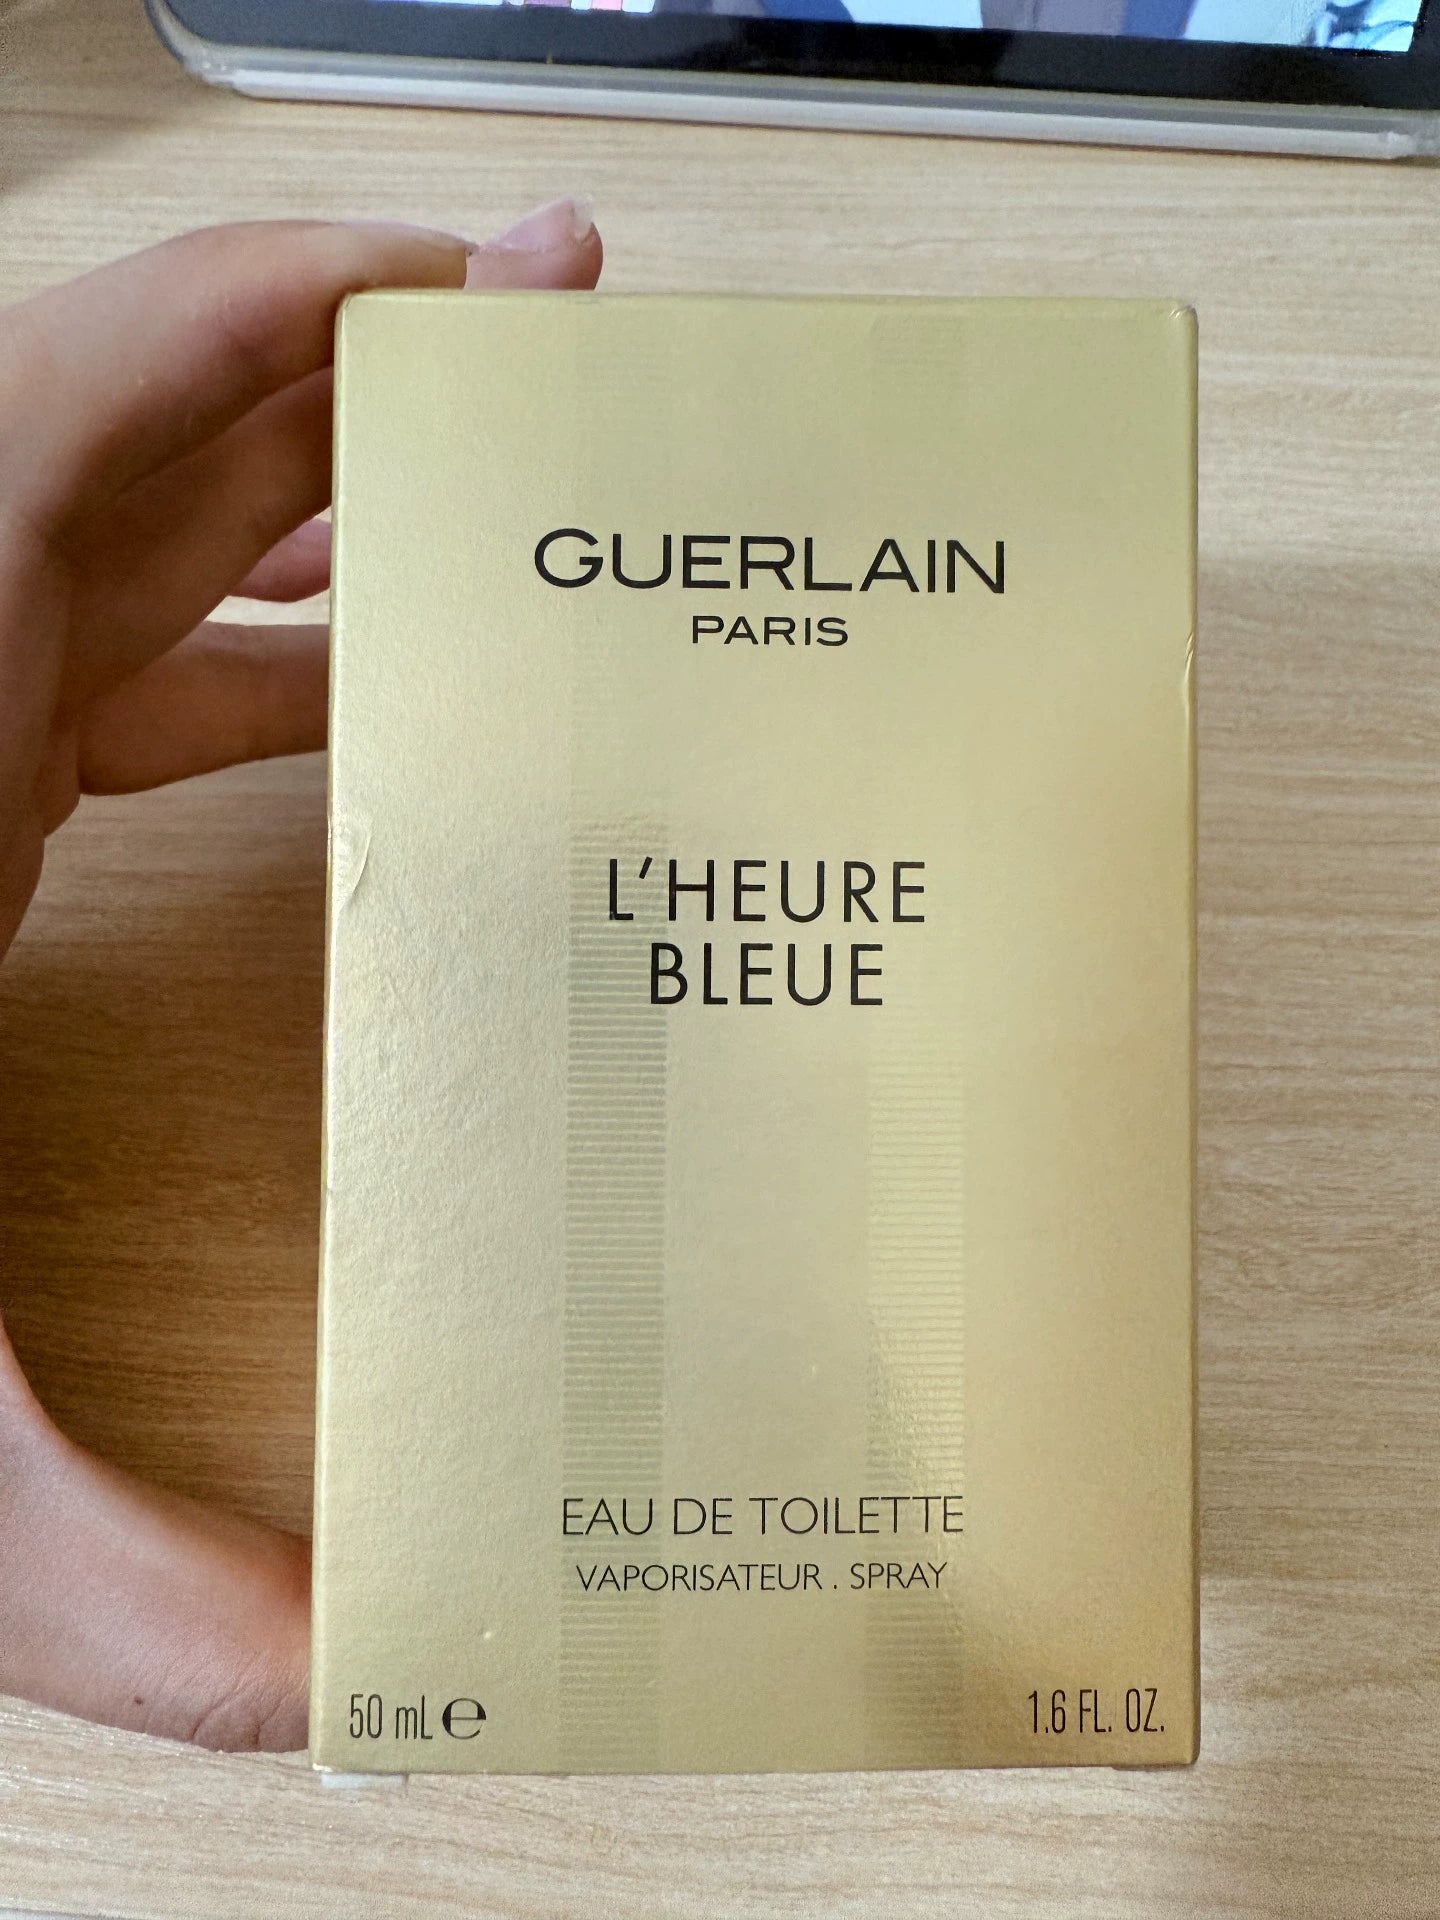 GUERLAIN
PARIS
L'HEURE
BLEUE
EAU DE TOILETTE
VAPORISATEUR . SPRAY
50 mL ℮
1.6 FL. OZ.